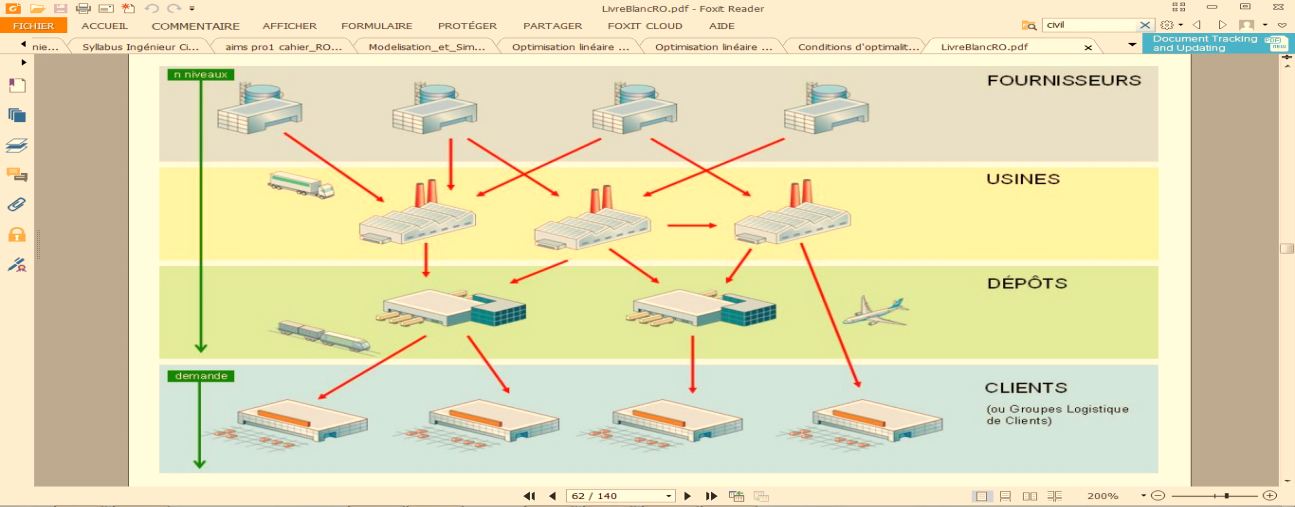 LivreBlancRO.pdf - Foxit Reader
FICHIER ACCUEIL COMMENTAIRE AFFICHER FORMULAIRE PROTÉGER PARTAGER FOXIT CLOUD AIDE civil
nie... Syllabus Ingénieur Ci... aims pro1 cahier_RO... Modelisation_et_Sim... Optimisation linéaire ... Optimisation linéaire ... Conditions d'optimalit... LivreBlancRO.pdf
Document Tracking
and Updating
n niveaux
FOURNISSEURS
USINES
DÉPÔTS
demande
CLIENTS
(ou Groupes Logistique
de Clients)
62 / 140
200%